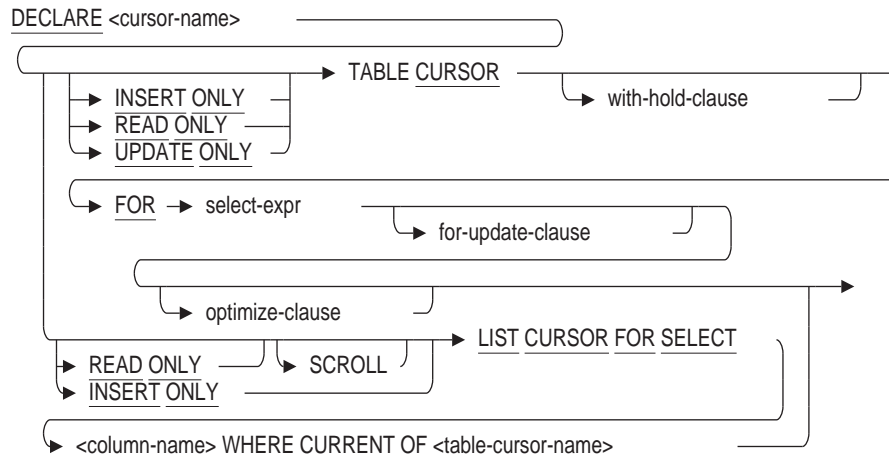 DECLARE <cursor-name>
TABLE CURSOR
INSERT ONLY
with-hold-clause
READ ONLY
UPDATE ONLY
FOR select-expr
for-update-clause
optimize-clause
LIST CURSOR FOR SELECT
READ ONLY SCROLL
INSERT ONLY
<column-name> WHERE CURRENT OF <table-cursor-name>